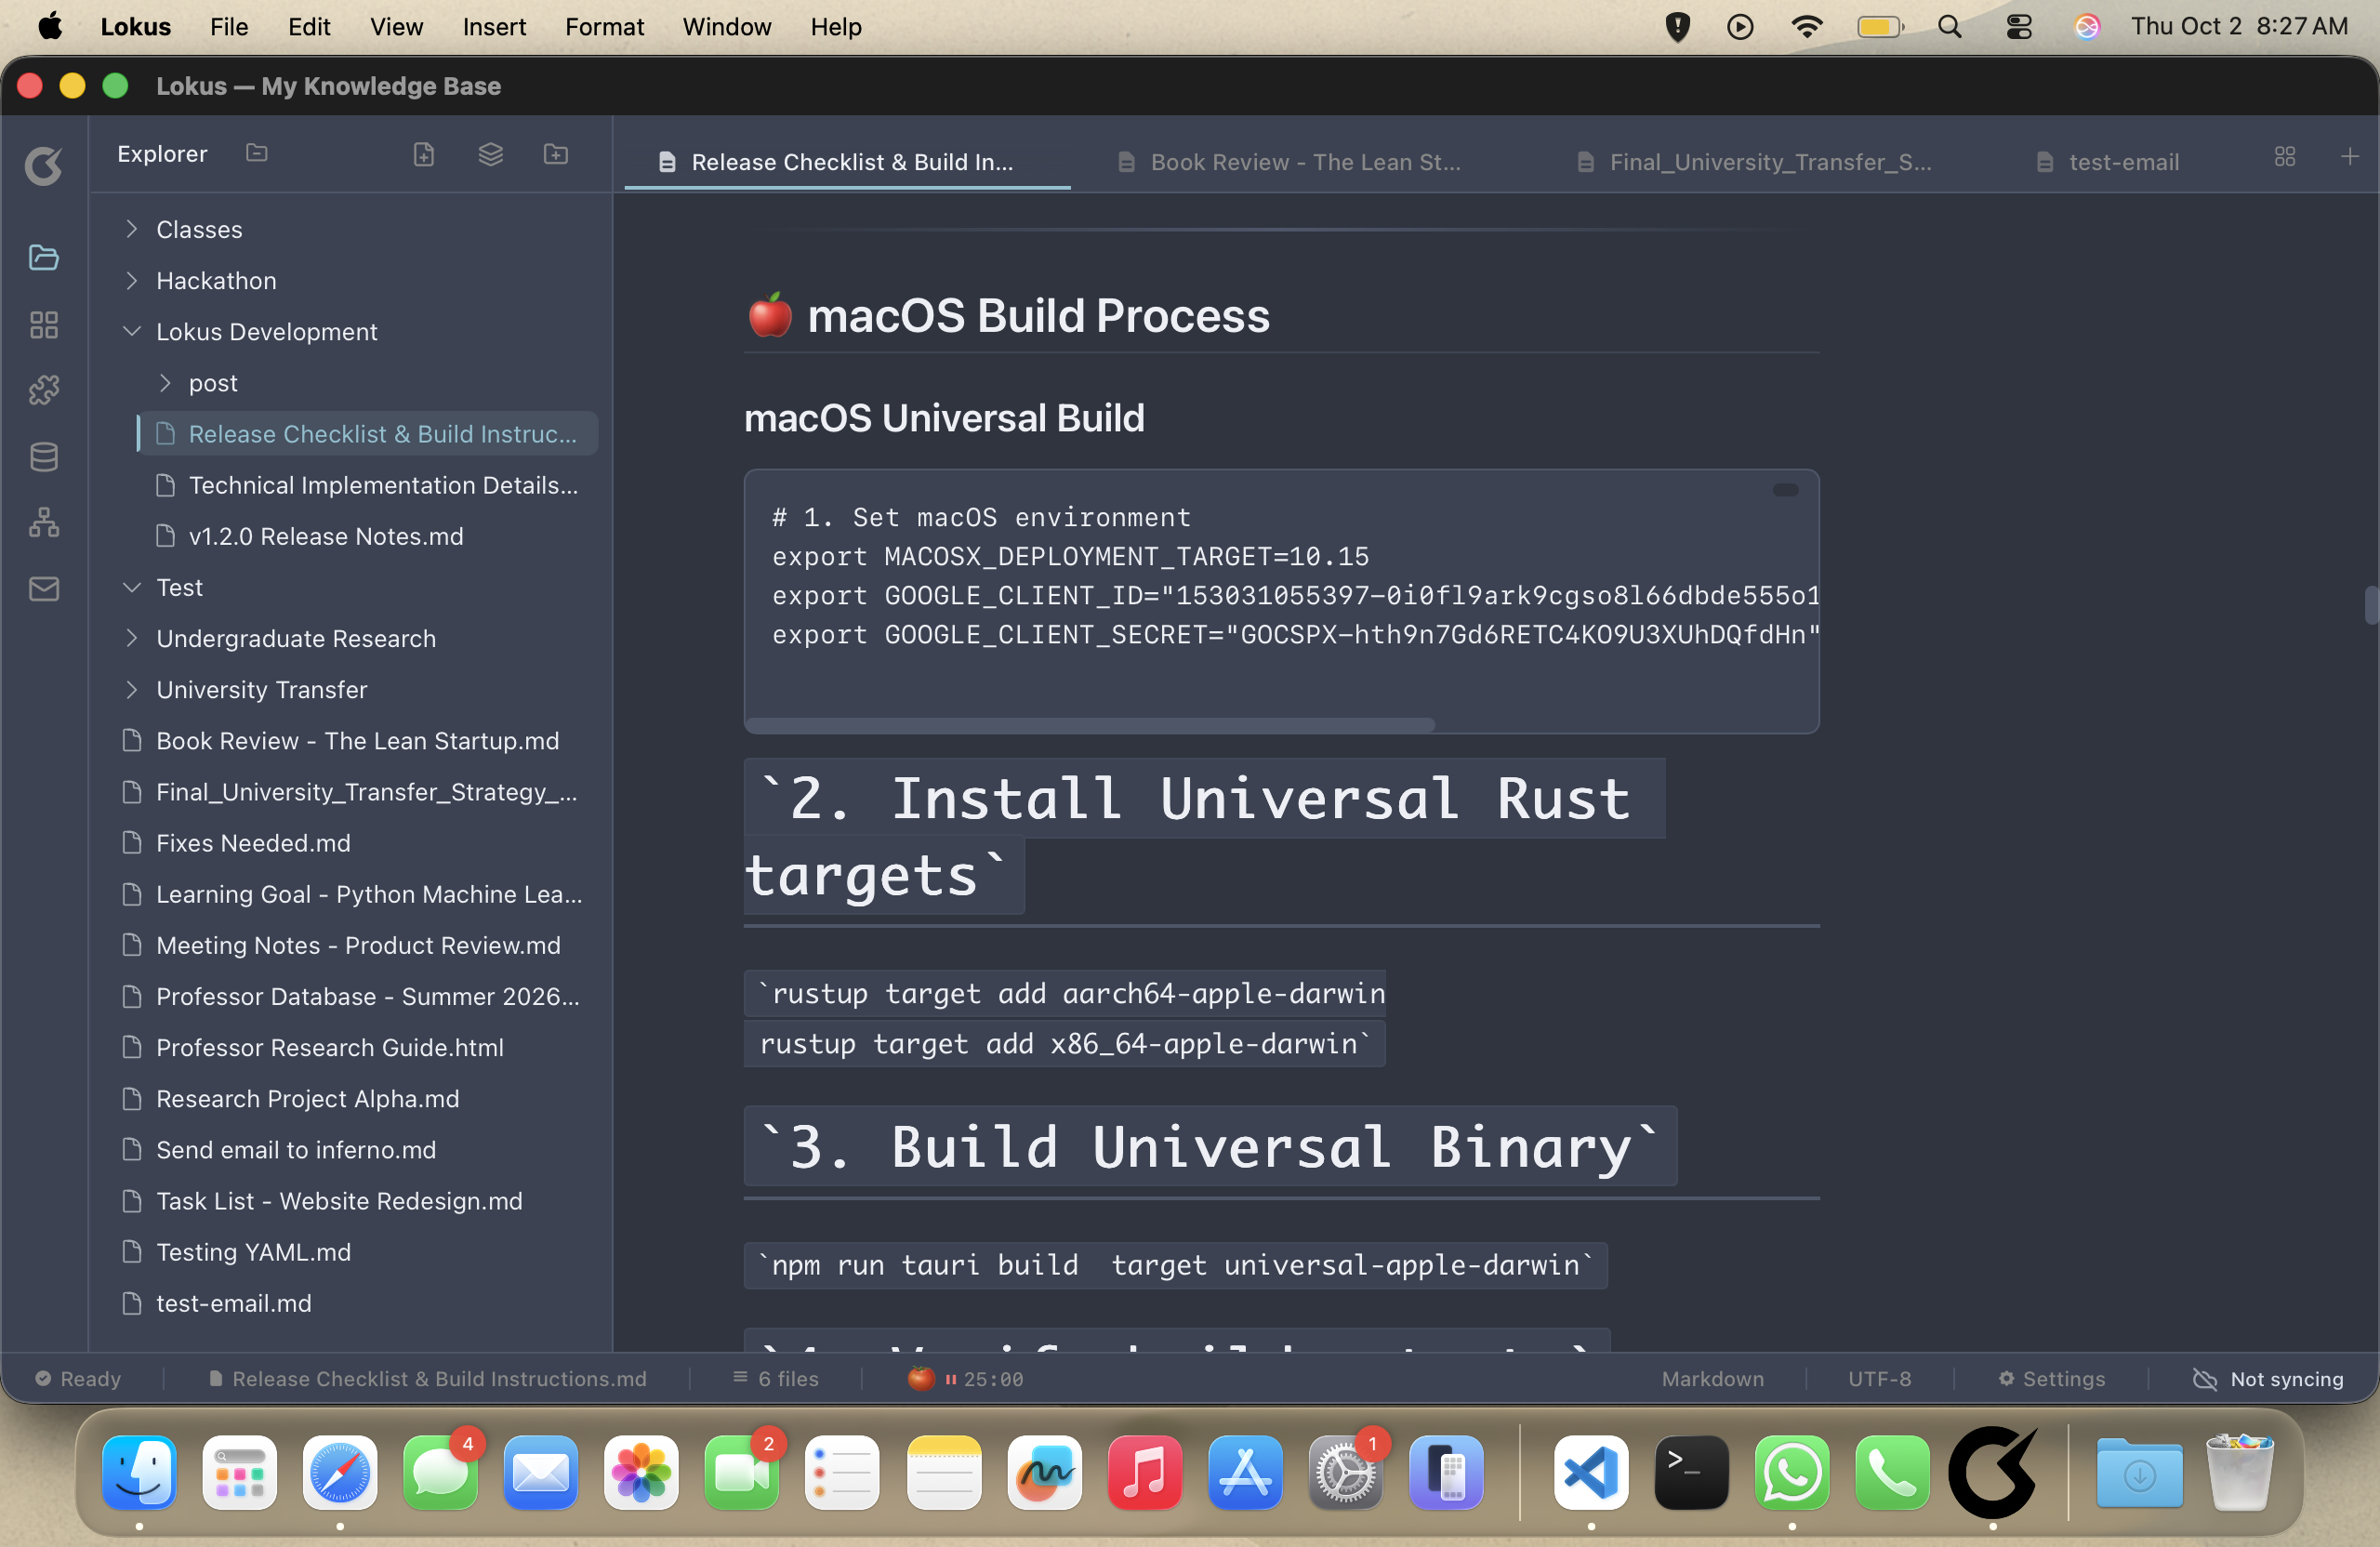 Lokus File Edit View Insert Format Window Help Thu Oct 2 8:27 AM
Lokus — My Knowledge Base
Explorer
Classes
Hackathon
Lokus Development
post
Release Checklist & Build Instruc...
Technical Implementation Details...
v1.2.0 Release Notes.md
Test
Undergraduate Research
University Transfer
Book Review - The Lean Startup.md
Final_University_Transfer_Strategy_...
Fixes Needed.md
Learning Goal - Python Machine Lea...
Meeting Notes - Product Review.md
Professor Database - Summer 2026...
Professor Research Guide.html
Research Project Alpha.md
Send email to inferno.md
Task List - Website Redesign.md
Testing YAML.md
test-email.md
Release Checklist & Build In... Book Review - The Lean St... Final_University_Transfer_S... test-email
macOS Build Process
macOS Universal Build
# 1. Set macOS environment
export MACOSX_DEPLOYMENT_TARGET=10.15
export GOOGLE_CLIENT_ID="153031055397-0i0fl9ark9cgso8l66dbde555o1
export GOOGLE_CLIENT_SECRET="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"
`2. Install Universal Rust
targets`
`rustup target add aarch64-apple-darwin
rustup target add x86_64-apple-darwin`
`3. Build Universal Binary`
`npm run tauri build  target universal-apple-darwin`
Ready Release Checklist & Build Instructions.md 6 files 25:00 Markdown UTF-8 Settings Not syncing
4 2 1